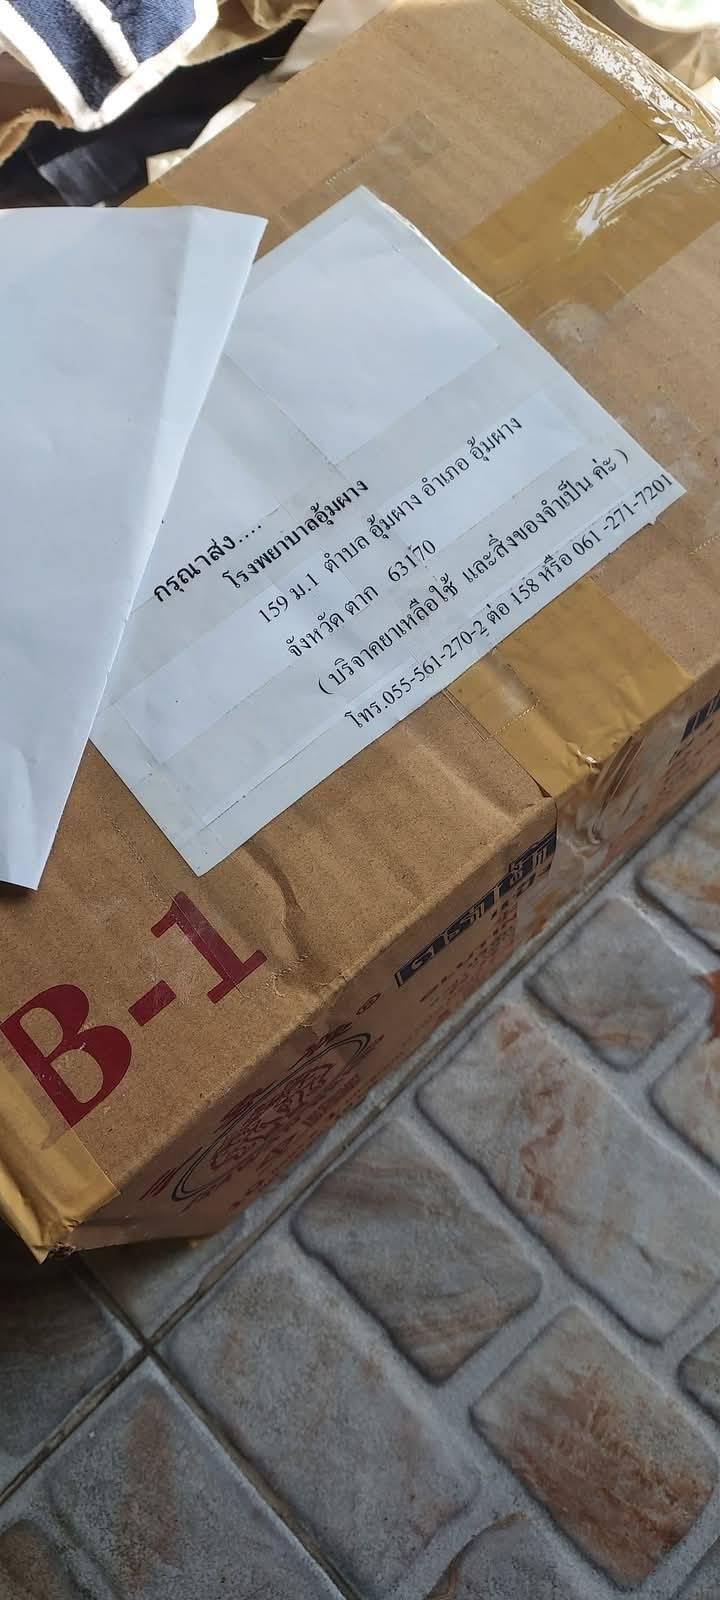 กรุณาส่ง....
โรงพยาบาลอุ้มผาง
159 ม.1 ตำบล อุ้มผาง อำเภอ อุ้มผาง
จังหวัด ตาก 63170
( บริจาคยาเหลือใช้ และสิ่งของจำเป็น ค่ะ )
โทร.055-561-270-2 ต่อ 158 หรือ 061 -271-7201
B-1